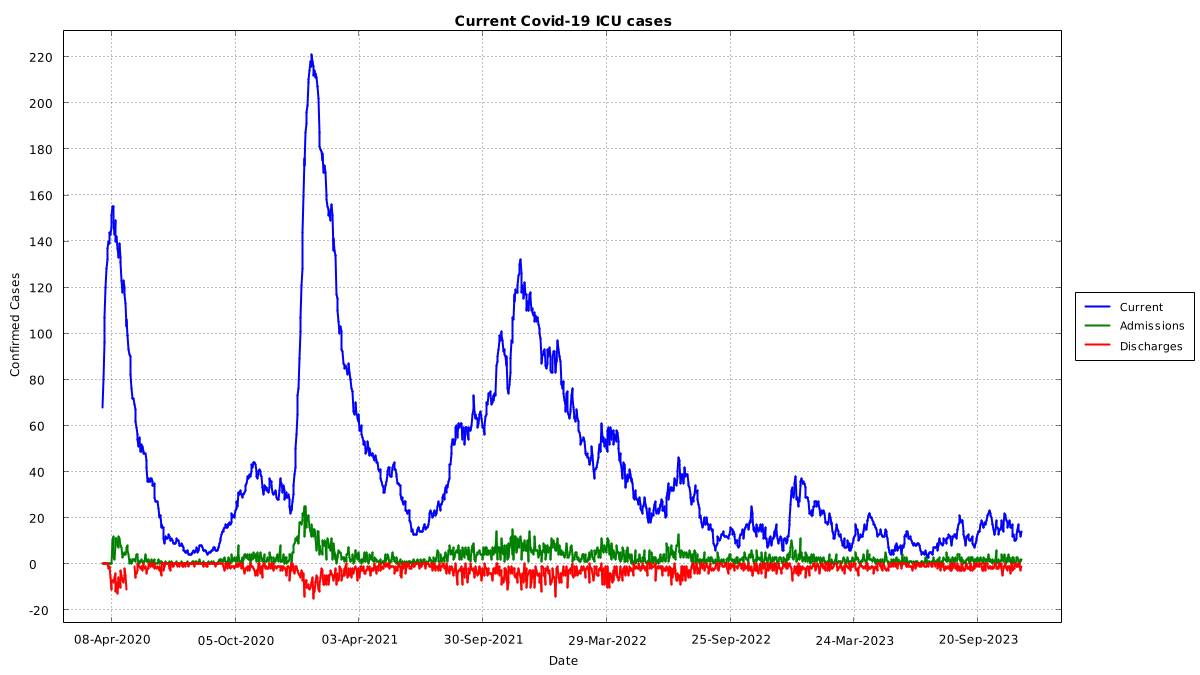 Current Covid-19 ICU cases
220
200
180
160
140
120
100
80
60
40
20
0
-20
Confirmed Cases
08-Apr-2020
05-Oct-2020
03-Apr-2021
30-Sep-2021
29-Mar-2022
25-Sep-2022
24-Mar-2023
20-Sep-2023
Date
Current
Admissions
Discharges